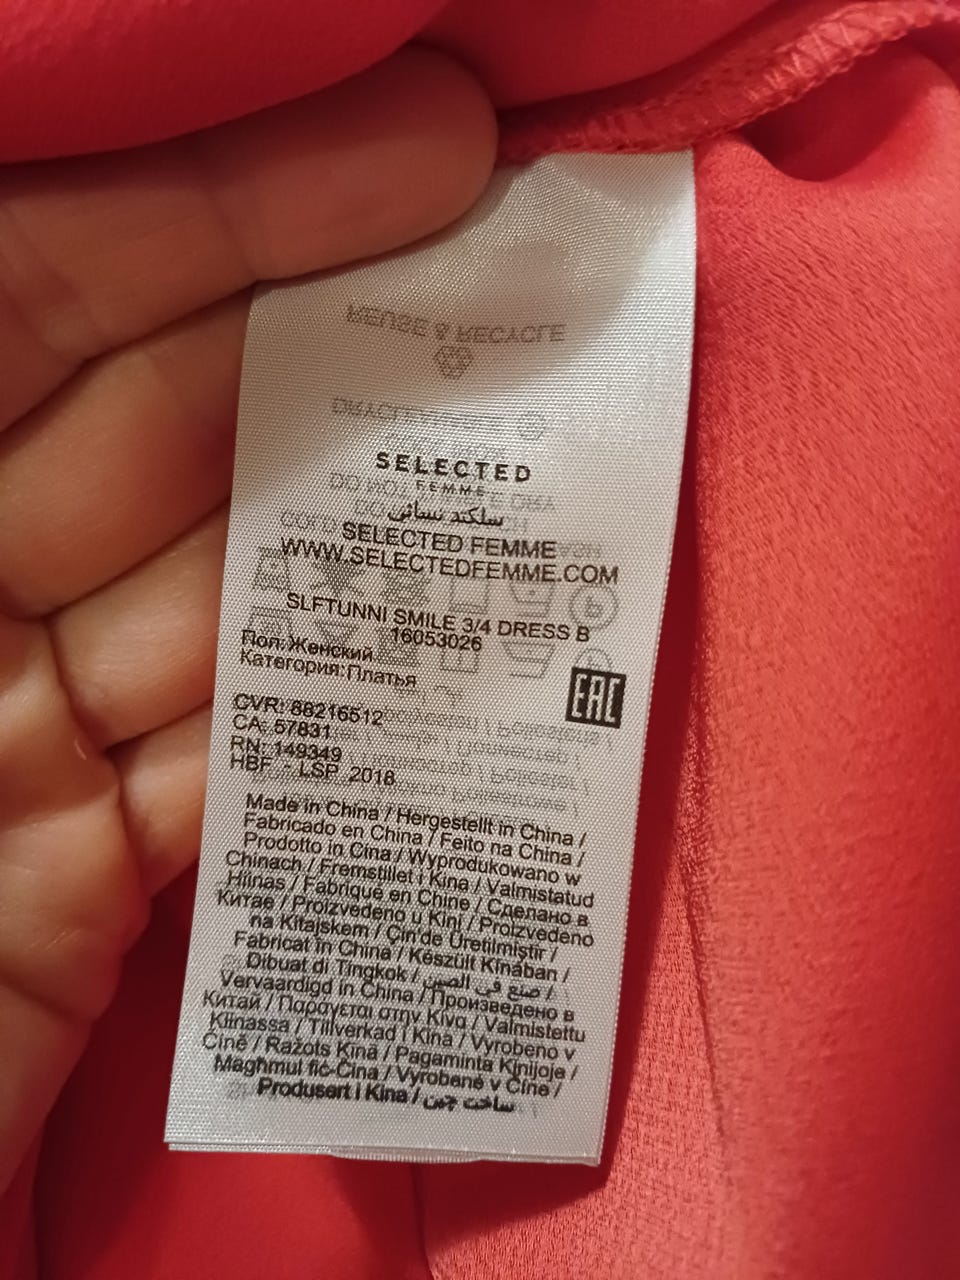 REUSE & RECYCLE
SELECTED
FEMME
سلكتد نسائي
SELECTED FEMME
WWW.SELECTEDFEMME.COM
SLFTUNNI SMILE 3/4 DRESS B
16053026
Пол: Женский
Категория:Платья
EAC
CVR: 88216512
CA: 57831
RN: 149349
HBF - LSP 2018
Made in China / Hergestellt in China /
Fabricado en China / Feito na China /
Prodotto in Cina / Wyprodukowano w
Chinach / Fremstillet i Kina / Valmistatud
Hiinas / Fabriqué en Chine / Сделано в
Китае / Proizvedeno u Kini / Proizvedeno
na Kitajskem / Çin'de Üretilmiştir /
Fabricat în China / Készült Kínában /
Dibuat di Tingkok / صنع في الصين /
Vervaardigd in China / Произведено в
Китай / Παράγεται στην Κίνα / Valmistettu
Kiinassa / Tillverkad i Kina / Vyrobeno v
Číně / Ražots Ķīnā / Pagaminta Kinijoje /
Magħmul fiċ-Ċina / Vyrobené v Číne /
Produsert i Kina / ساخت چین